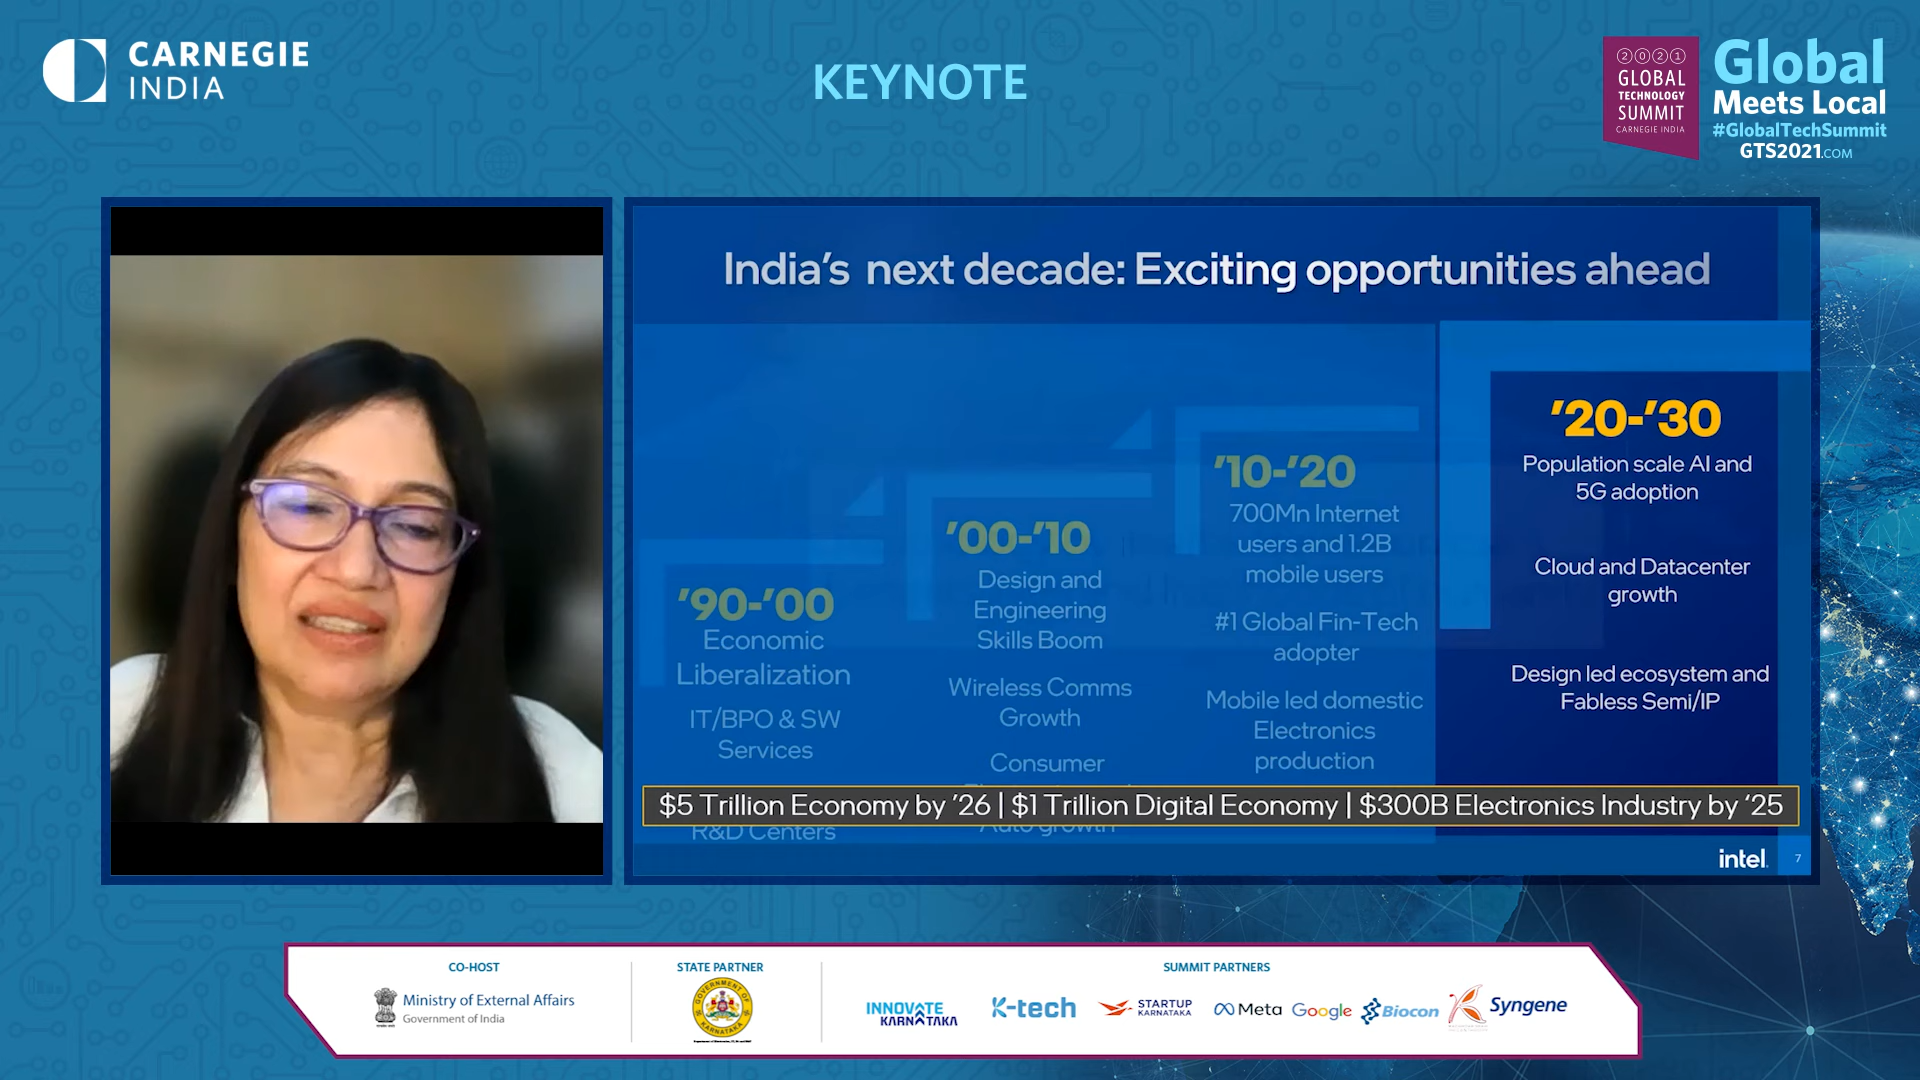 CARNEGIE
INDIA
KEYNOTE
2021
GLOBAL
TECHNOLOGY
SUMMIT
CARNEGIE INDIA
Global
Meets Local
#GlobalTechSummit
GTS2021.COM
India's next decade: Exciting opportunities ahead
'90-'00
Economic
Liberalization
IT/BPO & SW
Services
R&D Centers
'00-'10
Design and
Engineering
Skills Boom
Wireless Comms
Growth
Consumer
Auto growth
'10-'20
700Mn Internet
users and 1.2B
mobile users
#1 Global Fin-Tech
adopter
Mobile led domestic
Electronics
production
'20-'30
Population scale AI and
5G adoption
Cloud and Datacenter
growth
Design led ecosystem and
Fabless Semi/IP
$5 Trillion Economy by '26 | $1 Trillion Digital Economy | $300B Electronics Industry by '25
intel.
7
CO-HOST
Ministry of External Affairs
Government of India
STATE PARTNER
GOVERNMENT OF KARNATAKA
SUMMIT PARTNERS
INNOVATE
KARNATAKA
K-tech
STARTUP
KARNATAKA
Meta
Google
Biocon
Syngene